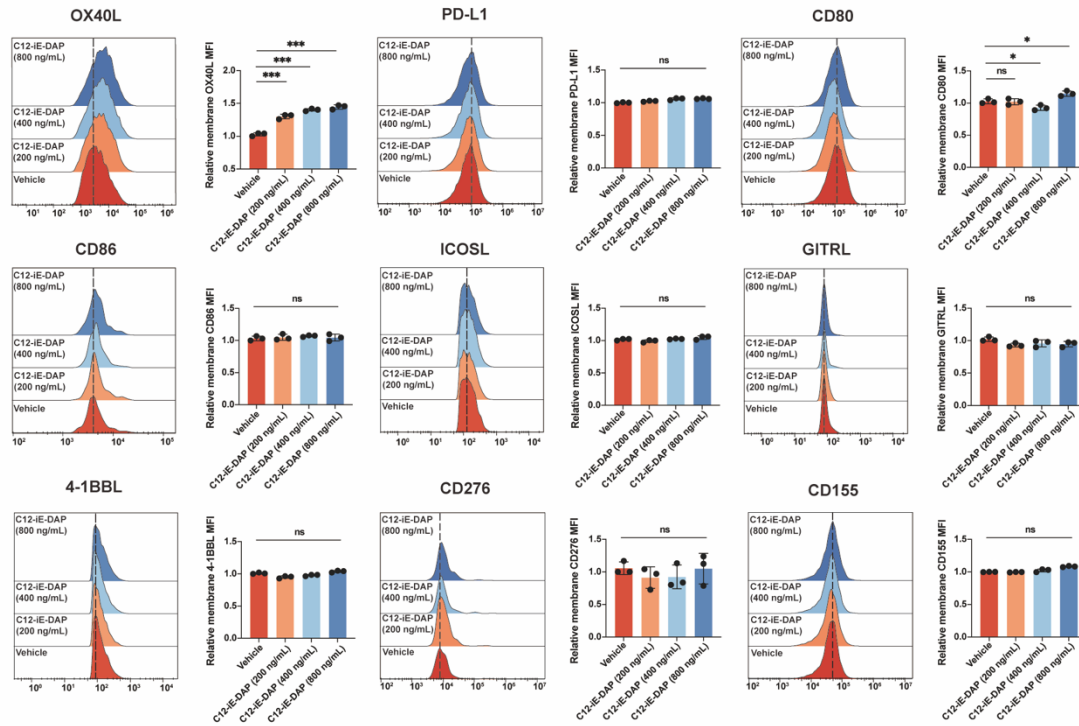 OX40L
C12-iE-DAP
(800 ng/mL)
C12-iE-DAP
(400 ng/mL)
C12-iE-DAP
(200 ng/mL)
Vehicle
10¹ 10² 10³ 10⁴ 10⁵ 10⁶
Relative membrane OX40L MFI
2.0
1.5
1.0
0.5
***
***
***
Vehicle
C12-iE-DAP (200 ng/mL)
C12-iE-DAP (400 ng/mL)
C12-iE-DAP (800 ng/mL)
PD-L1
C12-iE-DAP
(800 ng/mL)
C12-iE-DAP
(400 ng/mL)
C12-iE-DAP
(200 ng/mL)
Vehicle
10² 10³ 10⁴ 10⁵ 10⁶ 10⁷
Relative membrane PD-L1 MFI
1.5
1.0
0.5
0.0
ns
Vehicle
C12-iE-DAP (200 ng/mL)
C12-iE-DAP (400 ng/mL)
C12-iE-DAP (800 ng/mL)
CD80
C12-iE-DAP
(800 ng/mL)
C12-iE-DAP
(400 ng/mL)
C12-iE-DAP
(200 ng/mL)
Vehicle
10² 10³ 10⁴ 10⁵ 10⁶ 10⁷
Relative membrane CD80 MFI
1.5
1.0
0.5
0.0
*
*
ns
Vehicle
C12-iE-DAP (200 ng/mL)
C12-iE-DAP (400 ng/mL)
C12-iE-DAP (800 ng/mL)
CD86
C12-iE-DAP
(800 ng/mL)
C12-iE-DAP
(400 ng/mL)
C12-iE-DAP
(200 ng/mL)
Vehicle
10² 10³ 10⁴ 10⁵
Relative membrane CD86 MFI
1.5
1.0
0.5
0.0
ns
Vehicle
C12-iE-DAP (200 ng/mL)
C12-iE-DAP (400 ng/mL)
C12-iE-DAP (800 ng/mL)
ICOSL
C12-iE-DAP
(800 ng/mL)
C12-iE-DAP
(400 ng/mL)
C12-iE-DAP
(200 ng/mL)
Vehicle
10⁰ 10¹ 10² 10³ 10⁴
Relative membrane ICOSL MFI
1.5
1.0
0.5
0.0
ns
Vehicle
C12-iE-DAP (200 ng/mL)
C12-iE-DAP (400 ng/mL)
C12-iE-DAP (800 ng/mL)
GITRL
C12-iE-DAP
(800 ng/mL)
C12-iE-DAP
(400 ng/mL)
C12-iE-DAP
(200 ng/mL)
Vehicle
10⁰ 10¹ 10² 10³ 10⁴
Relative membrane GITRL MFI
1.5
1.0
0.5
0.0
ns
Vehicle
C12-iE-DAP (200 ng/mL)
C12-iE-DAP (400 ng/mL)
C12-iE-DAP (800 ng/mL)
4-1BBL
C12-iE-DAP
(800 ng/mL)
C12-iE-DAP
(400 ng/mL)
C12-iE-DAP
(200 ng/mL)
Vehicle
10⁰ 10¹ 10² 10³ 10⁴
Relative membrane 4-1BBL MFI
1.5
1.0
0.5
0.0
ns
Vehicle
C12-iE-DAP (200 ng/mL)
C12-iE-DAP (400 ng/mL)
C12-iE-DAP (800 ng/mL)
CD276
C12-iE-DAP
(800 ng/mL)
C12-iE-DAP
(400 ng/mL)
C12-iE-DAP
(200 ng/mL)
Vehicle
10² 10³ 10⁴ 10⁵ 10⁶
Relative membrane CD276 MFI
1.5
1.0
0.5
0.0
ns
Vehicle
C12-iE-DAP (200 ng/mL)
C12-iE-DAP (400 ng/mL)
C12-iE-DAP (800 ng/mL)
CD155
C12-iE-DAP
(800 ng/mL)
C12-iE-DAP
(400 ng/mL)
C12-iE-DAP
(200 ng/mL)
Vehicle
10² 10³ 10⁴ 10⁵ 10⁶ 10⁷
Relative membrane CD155 MFI
1.5
1.0
0.5
0.0
ns
Vehicle
C12-iE-DAP (200 ng/mL)
C12-iE-DAP (400 ng/mL)
C12-iE-DAP (800 ng/mL)